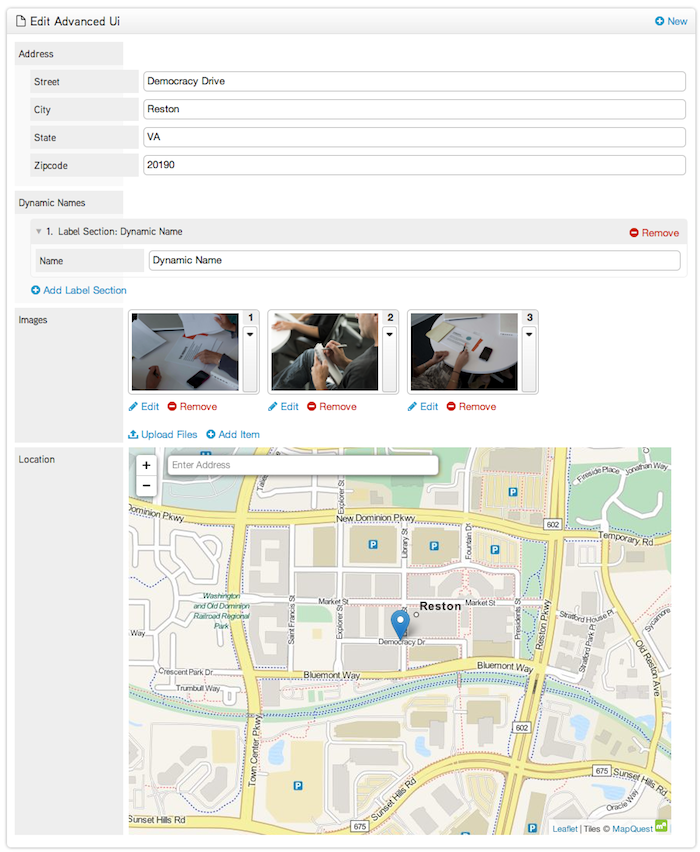 Edit Advanced Ui
New
Address
Street
Democracy Drive
City
Reston
State
VA
Zipcode
20190
Dynamic Names
1. Label Section: Dynamic Name
Remove
Name
Dynamic Name
Add Label Section
Images
1
2
3
Edit Remove
Edit Remove
Edit Remove
Upload Files Add Item
Location
+
−
Enter Address
Explorer St
Fireside Place
Jonathan Way
P
Dominion Pkwy
New Dominion Pkwy
602
Temporary Rd
Library St
Fountain Dr
P
P
P
Washington
and Old Dominion
Railroad Regional
Park
Saint Francis St
Market St
Explorer St
Reston
Market St
Presidents St
Reston Pkwy
Stratford House Pl
Stratford Park Pl
Sycamore
Way
Democracy Dr
Old Reston Ave
Crescent Park Dr
Trumbull Way
Bluemont Way
Bluemont Way
Town Center Pkwy
602
P
675
Sunset Hills Rd
Sunset Hills Rd
Oracle Way
Sunset Hills Rd
675
P
Leaflet | Tiles © MapQuest